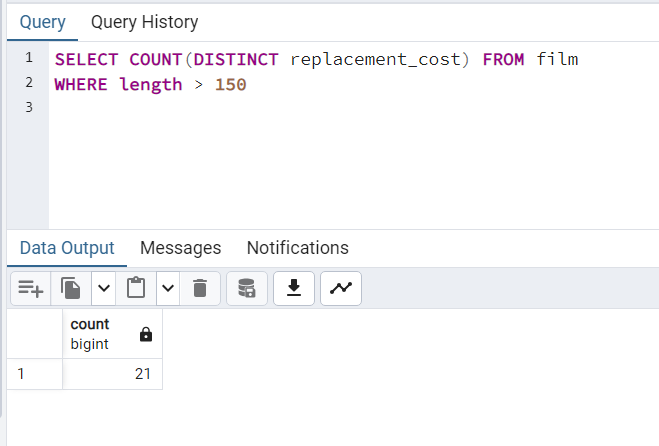 Query Query History
1 SELECT COUNT(DISTINCT replacement_cost) FROM film
2 WHERE length > 150
3
Data Output Messages Notifications
count
bigint
1 21